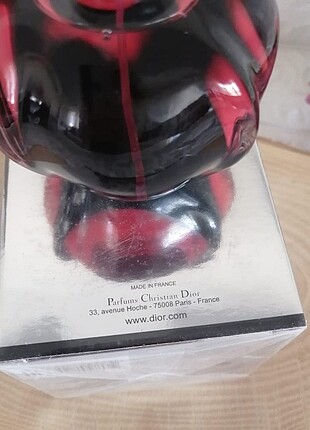 MADE IN FRANCE
Parfums Christian Dior
33, avenue Hoche - 75008 Paris - France
www.dior.com